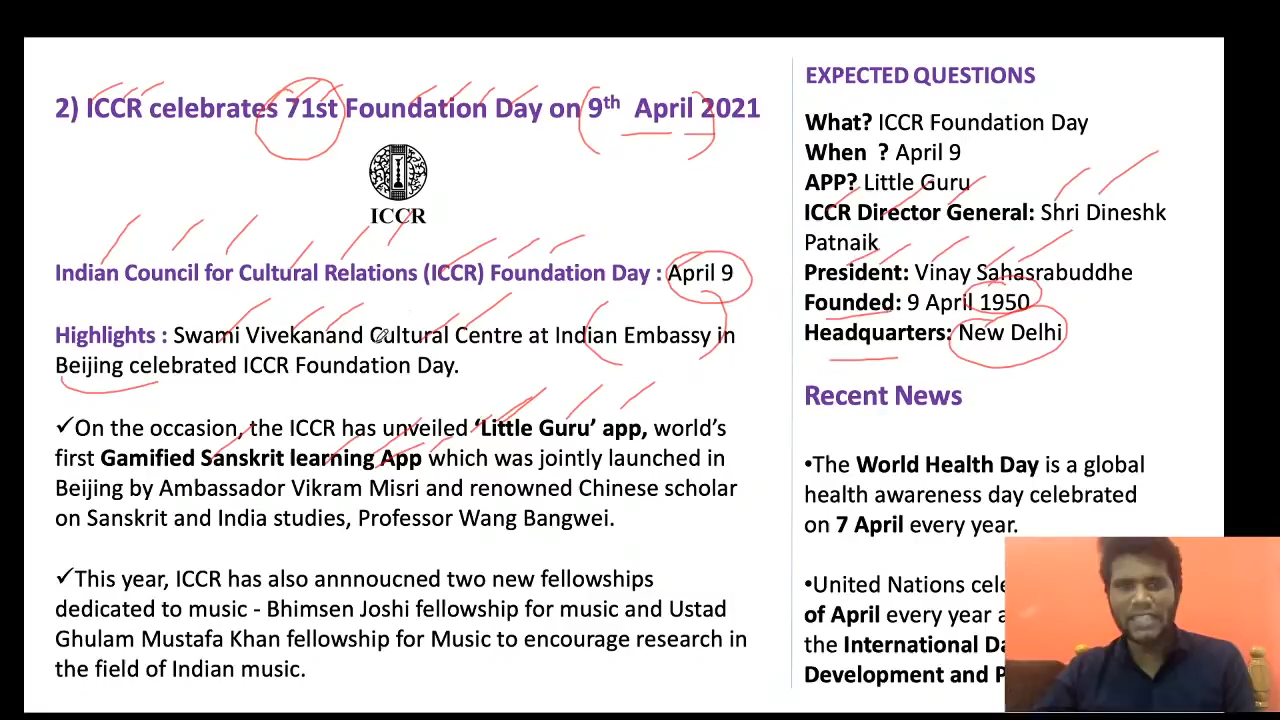 2) ICCR celebrates 71st Foundation Day on 9th April 2021
ICCR
Indian Council for Cultural Relations (ICCR) Foundation Day : April 9
Highlights : Swami Vivekanand Cultural Centre at Indian Embassy in
Beijing celebrated ICCR Foundation Day.
✓On the occasion, the ICCR has unveiled ‘Little Guru’ app, world’s
first Gamified Sanskrit learning App which was jointly launched in
Beijing by Ambassador Vikram Misri and renowned Chinese scholar
on Sanskrit and India studies, Professor Wang Bangwei.
✓This year, ICCR has also annnoucned two new fellowships
dedicated to music - Bhimsen Joshi fellowship for music and Ustad
Ghulam Mustafa Khan fellowship for Music to encourage research in
the field of Indian music.
EXPECTED QUESTIONS
What? ICCR Foundation Day
When ? April 9
APP? Little Guru
ICCR Director General: Shri Dineshk
Patnaik
President: Vinay Sahasrabuddhe
Founded: 9 April 1950
Headquarters: New Delhi
Recent News
•The World Health Day is a global
health awareness day celebrated
on 7 April every year.
•United Nations
of April every year
the International
Development and